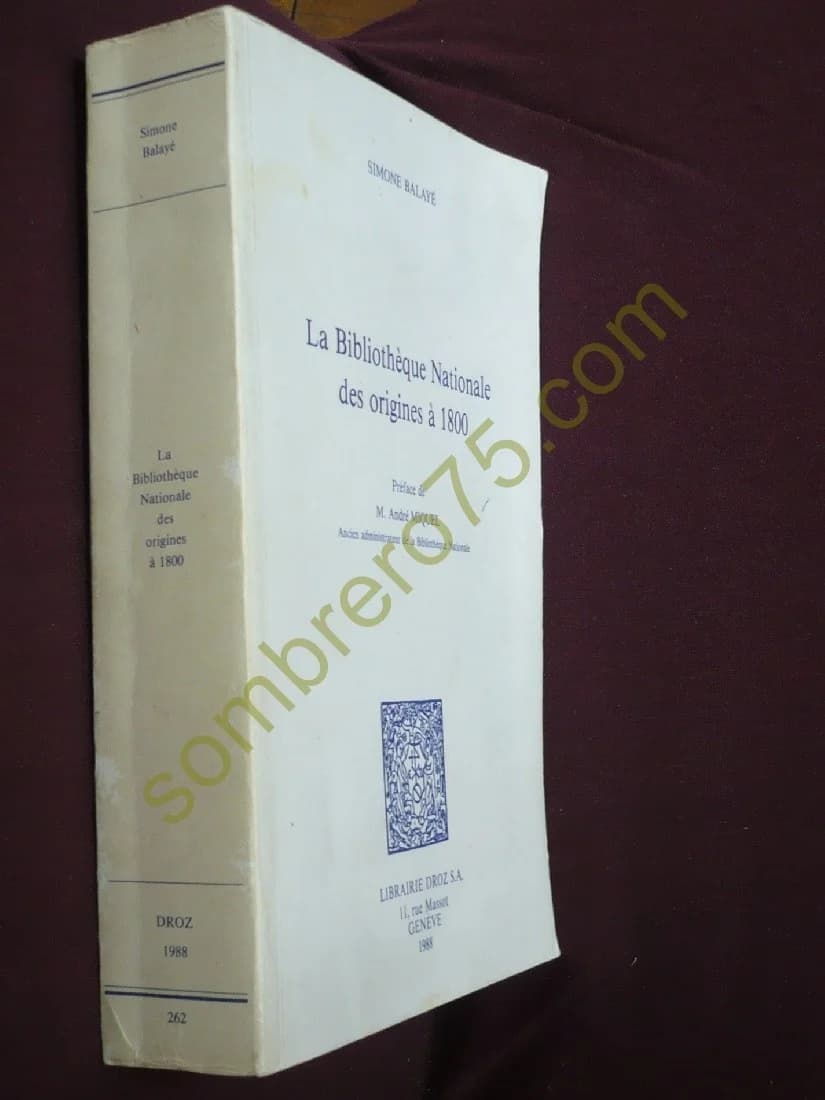 Simone
Balayé
La
Bibliothèque
Nationale
des
origines
à 1800
DROZ
1988
262
SIMONE BALAYÉ
La Bibliothèque Nationale
des origines à 1800
Préface de
M. André MIQUEL
Ancien administrateur de la Bibliothèque Nationale
LIBRAIRIE DROZ S.A.
11, rue Massot
GENÈVE
1988
sombrero75.com